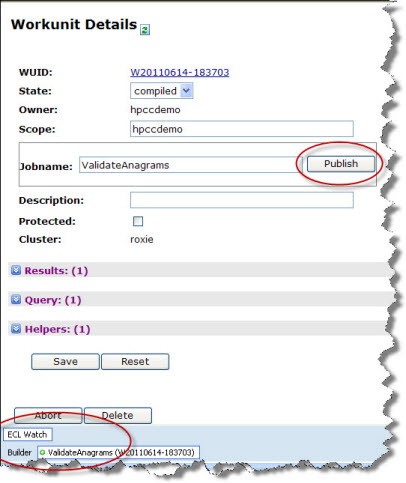 Workunit Details
WUID: W20110614-183703
State: compiled
Owner: hpccdemo
Scope: hpccdemo
Jobname: ValidateAnagrams Publish
Description:
Protected:
Cluster: roxie
Results: (1)
Query: (1)
Helpers: (1)
Save Reset
Abort Delete
ECL Watch
Builder ValidateAnagrams (W20110614-183703)